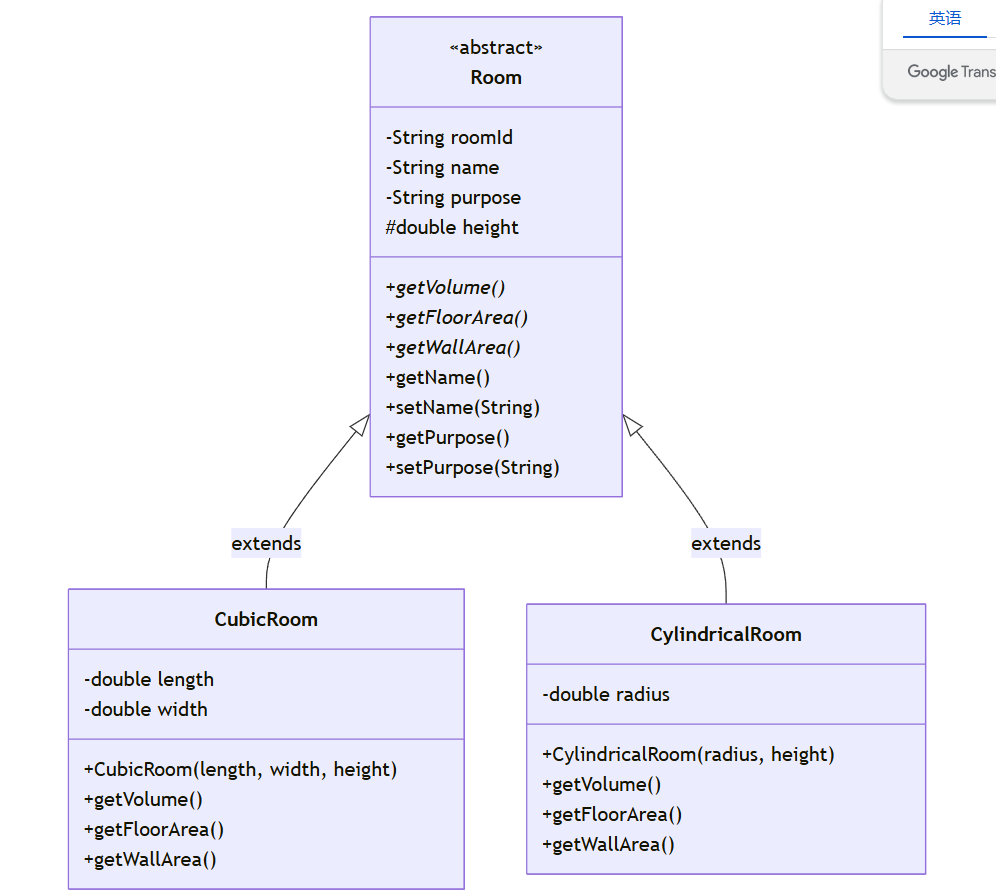 英语
Google Trans
«abstract»
Room
-String roomId
-String name
-String purpose
#double height
+getVolume()
+getFloorArea()
+getWallArea()
+getName()
+setName(String)
+getPurpose()
+setPurpose(String)
extends
extends
CubicRoom
-double length
-double width
+CubicRoom(length, width, height)
+getVolume()
+getFloorArea()
+getWallArea()
CylindricalRoom
-double radius
+CylindricalRoom(radius, height)
+getVolume()
+getFloorArea()
+getWallArea()